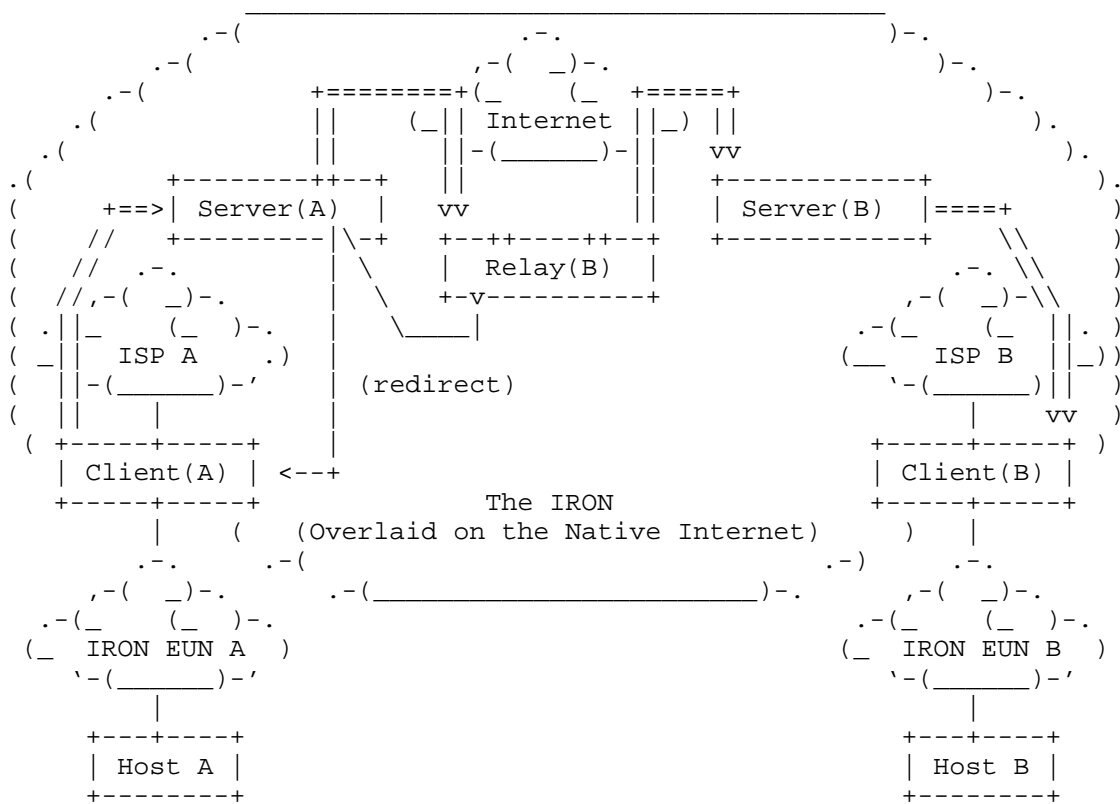 Internet
Server(A) Server(B)
Relay(B)
ISP A ISP B
(redirect)
Client(A) Client(B)
The IRON
(Overlaid on the Native Internet)
IRON EUN A IRON EUN B
Host A Host B